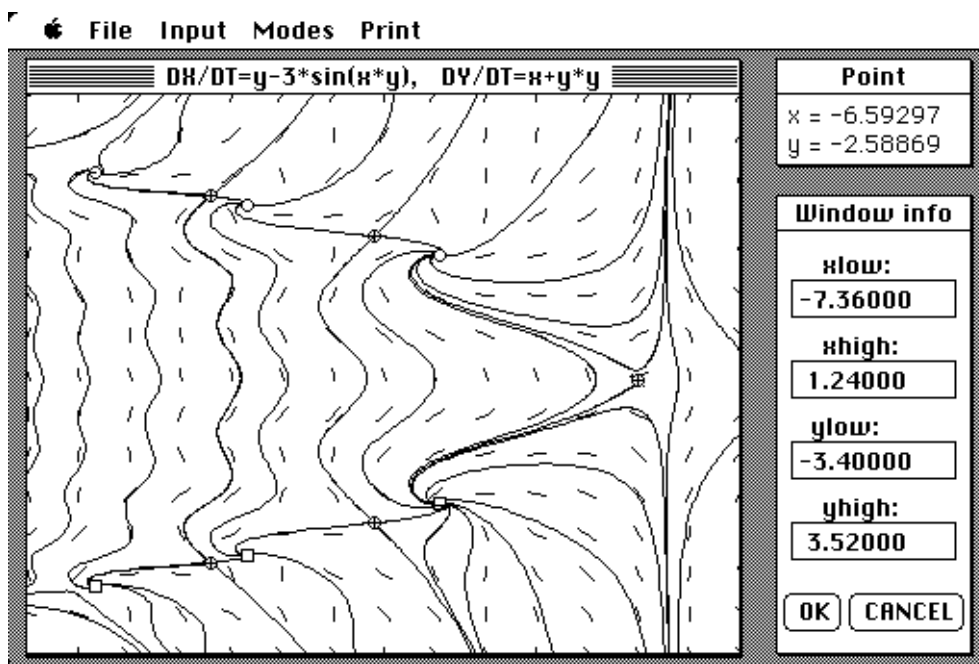 File Input Modes Print
DX/DT=y-3*sin(x*y), DY/DT=x+y*y
Point
x = -6.59297
y = -2.58869
Window info
xlow:
-7.36000
xhigh:
1.24000
ylow:
-3.40000
yhigh:
3.52000
OK CANCEL